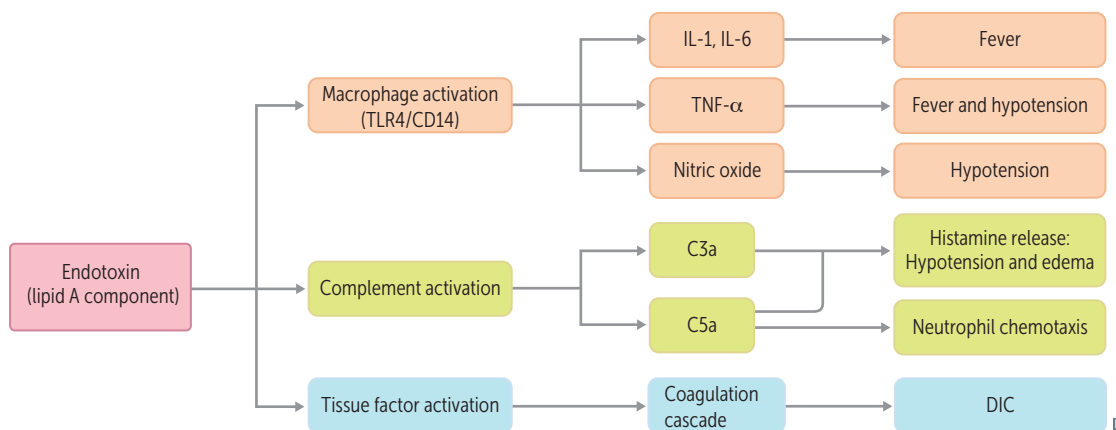 IL-1, IL-6
Fever
Macrophage activation
(TLR4/CD14)
TNF-α
Fever and hypotension
Nitric oxide
Hypotension
Endotoxin
(lipid A component)
Complement activation
C3a
Histamine release:
Hypotension and edema
C5a
Neutrophil chemotaxis
Tissue factor activation
Coagulation
cascade
DIC